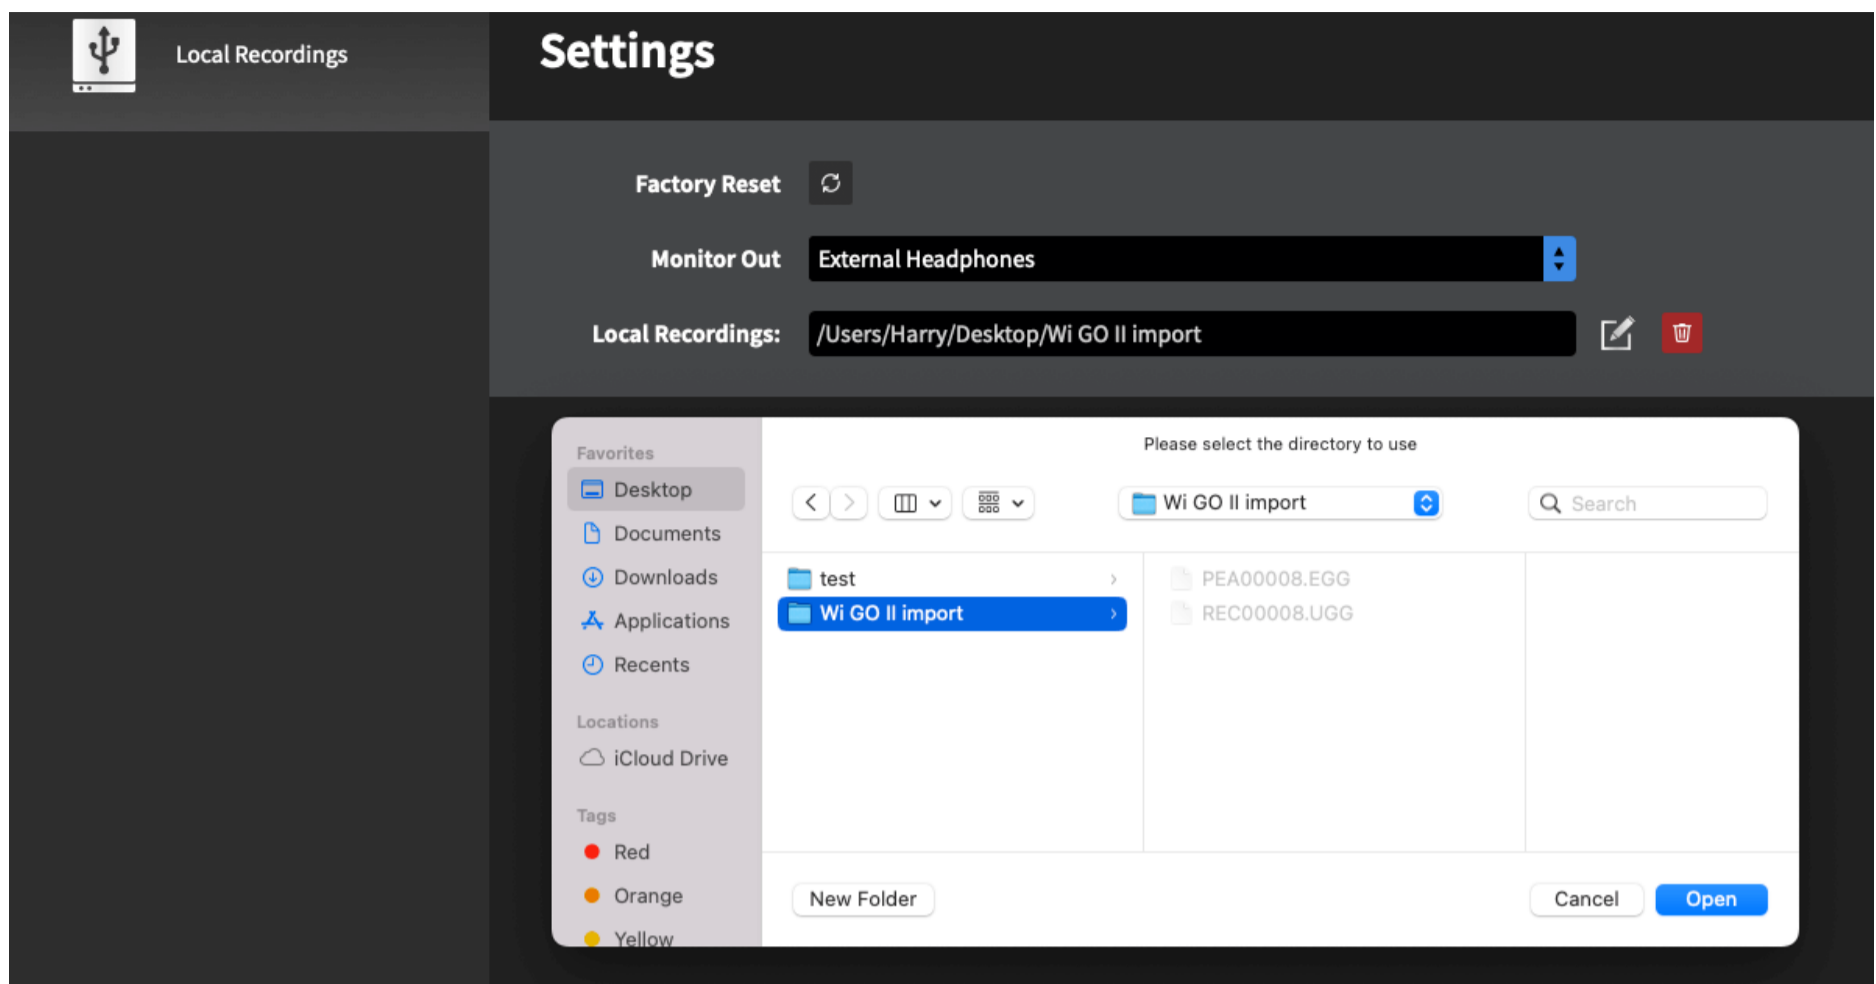 Local Recordings
Settings
Factory Reset
Monitor Out External Headphones
Local Recordings: /Users/Harry/Desktop/Wi GO II import
Please select the directory to use
Favorites
Desktop
Documents
Downloads
Applications
Recents
Locations
iCloud Drive
Tags
Red
Orange
Yellow
Wi GO II import
Search
test
Wi GO II import
PEA00008.EGG
REC00008.UGG
New Folder
Cancel
Open